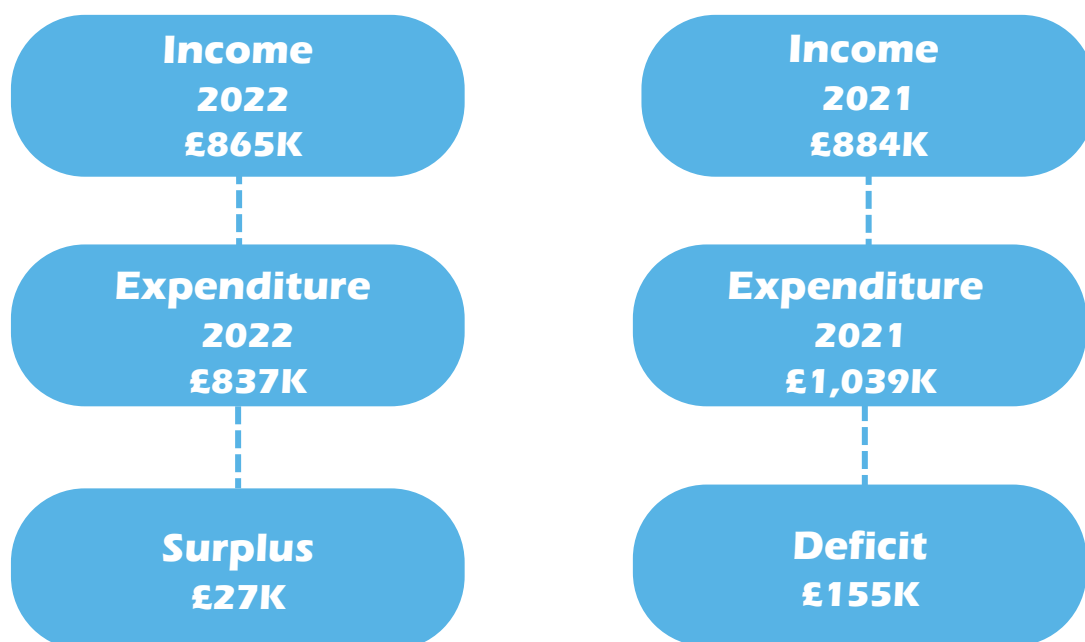 Income
2022
£865K
Expenditure
2022
£837K
Surplus
£27K
Income
2021
£884K
Expenditure
2021
£1,039K
Deficit
£155K